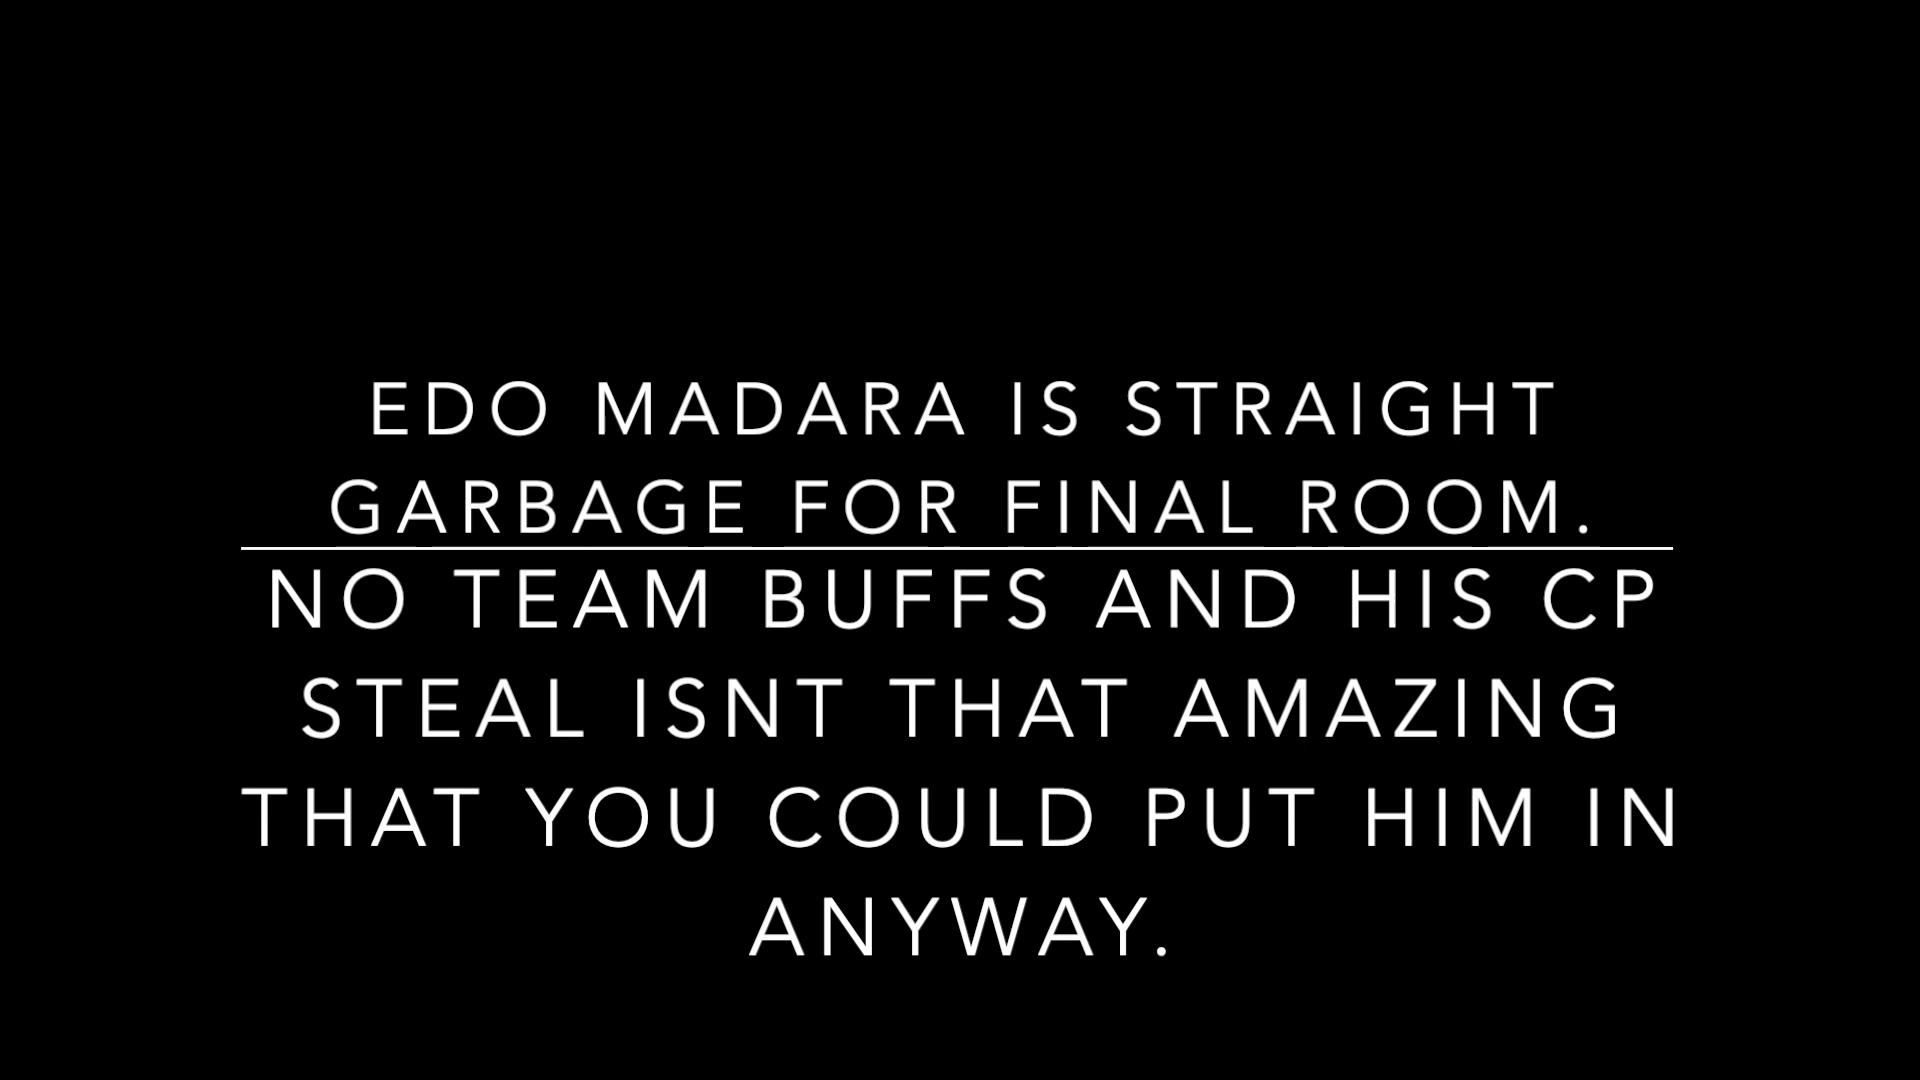 EDO MADARA IS STRAIGHT
GARBAGE FOR FINAL ROOM.
NO TEAM BUFFS AND HIS CP
STEAL ISNT THAT AMAZING
THAT YOU COULD PUT HIM IN
ANYWAY.